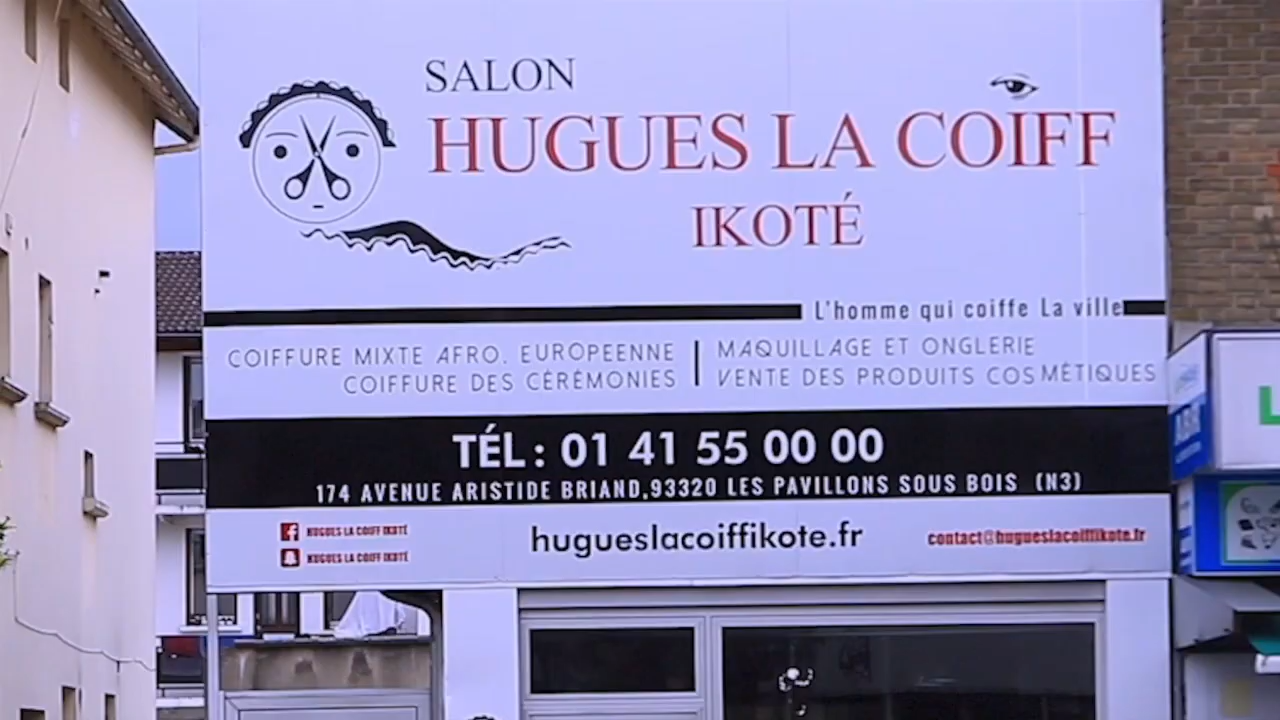 SALON
HUGUES LA COIFF
IKOTÉ
L'homme qui coiffe La ville
COIFFURE MIXTE AFRO. EUROPEENNE
COIFFURE DES CÉRÉMONIES
MAQUILLAGE ET ONGLERIE
VENTE DES PRODUITS COSMÉTIQUES
TÉL : 01 41 55 00 00
174 AVENUE ARISTIDE BRIAND,93320 LES PAVILLONS SOUS BOIS (N3)
HUGUES LA COIFF IKOTÉ
HUGUES LA COIFF IKOTÉ
hugueslacoiffikote.fr
contact@hugueslacoiffikote.fr